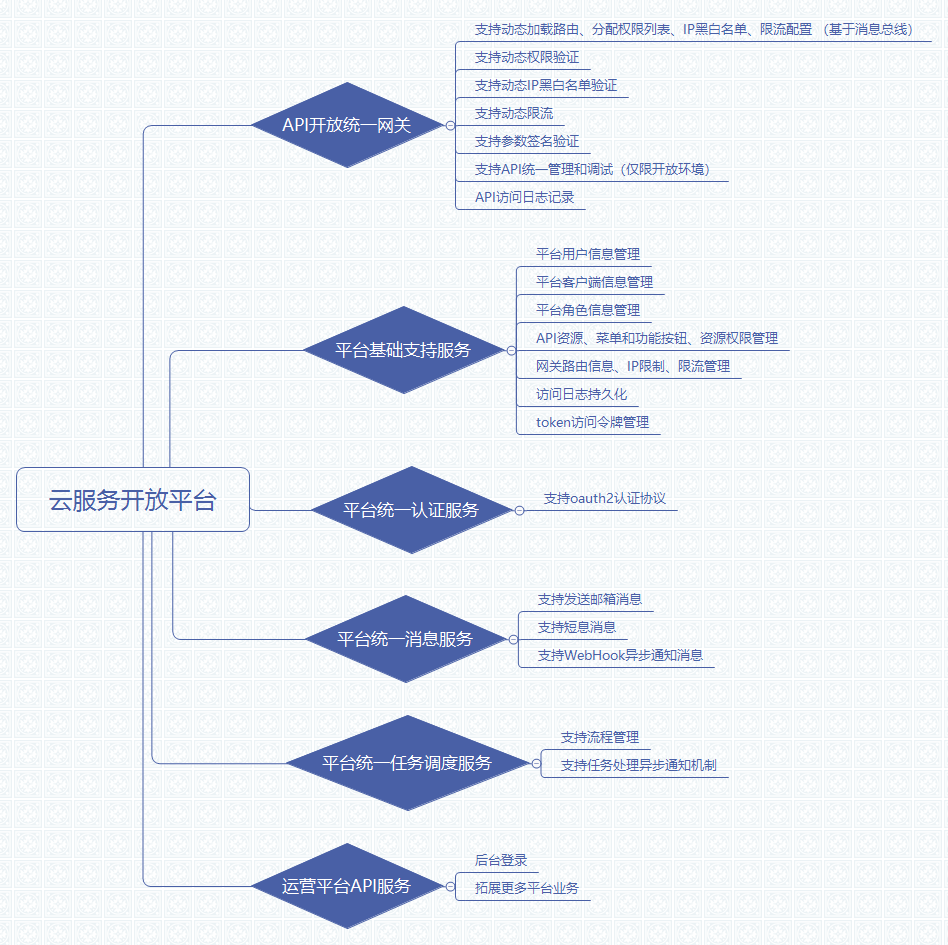 云服务开放平台
API开放统一网关
支持动态加载路由、分配权限列表、IP黑白名单、限流配置 （基于消息总线）
支持动态权限验证
支持动态IP黑白名单验证
支持动态限流
支持参数签名验证
支持API统一管理和调试（仅限开放环境）
API访问日志记录
平台基础支持服务
平台用户信息管理
平台客户端信息管理
平台角色信息管理
API资源、菜单和功能按钮、资源权限管理
网关路由信息、IP限制、限流管理
访问日志持久化
token访问令牌管理
平台统一认证服务
支持oauth2认证协议
平台统一消息服务
支持发送邮箱消息
支持短息消息
支持WebHook异步通知消息
平台统一任务调度服务
支持流程管理
支持任务处理异步通知机制
运营平台API服务
后台登录
拓展更多平台业务